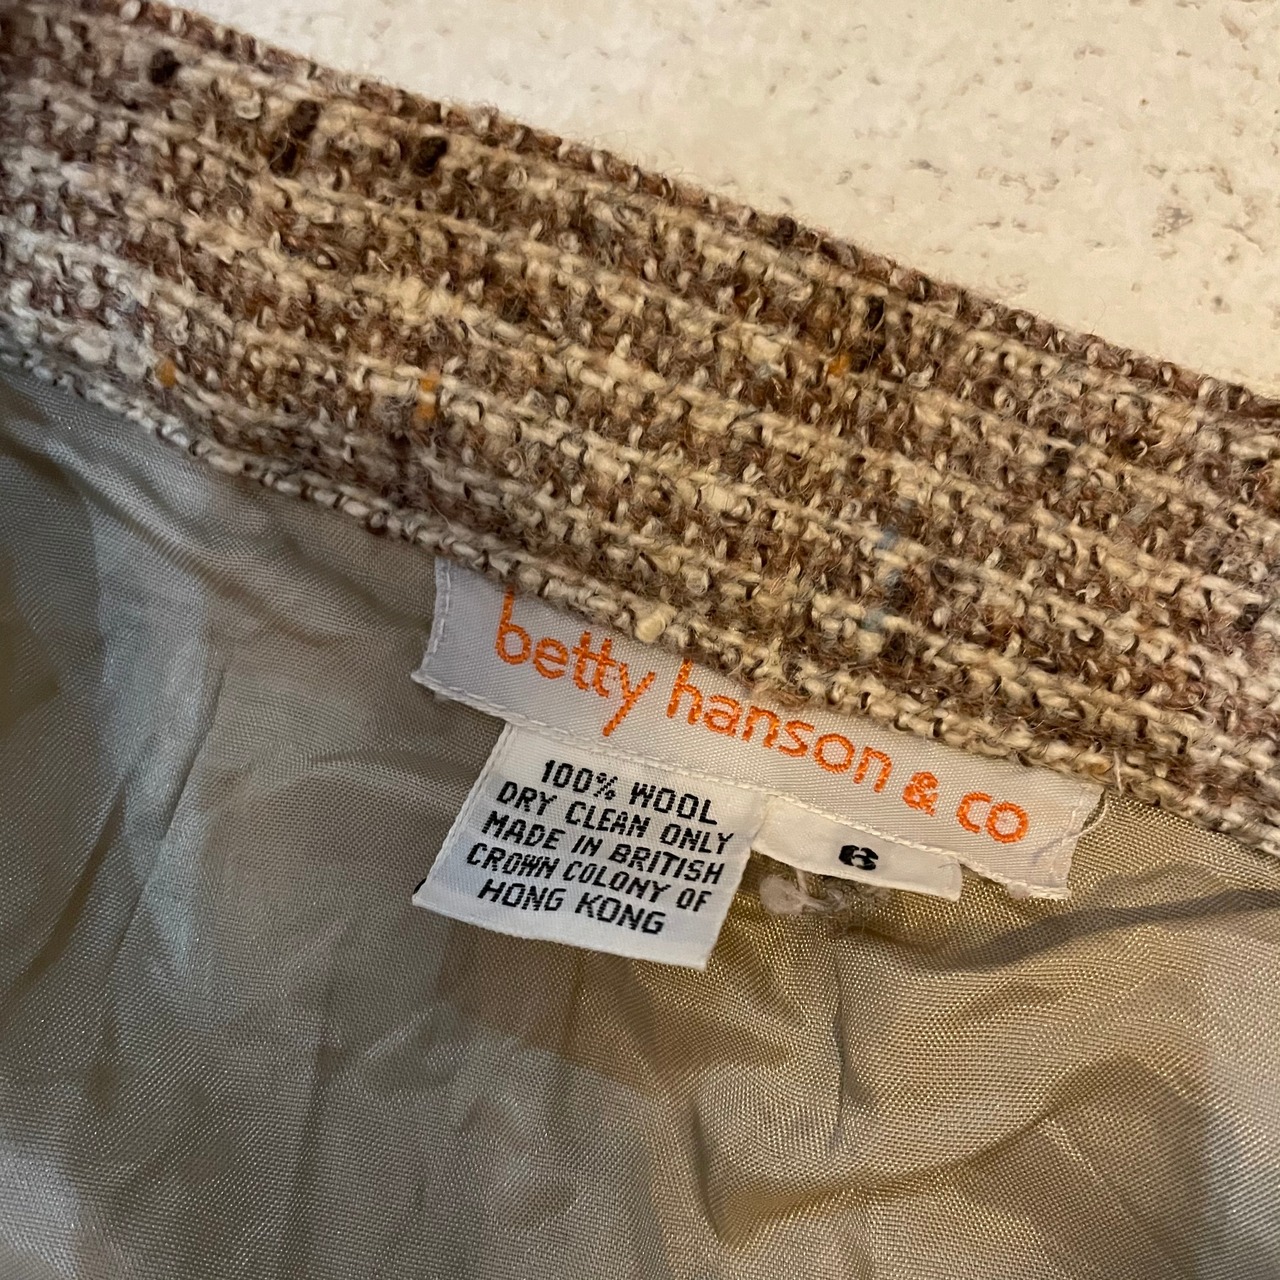 betty hanson & co
100% WOOL
DRY CLEAN ONLY
MADE IN BRITISH
CROWN COLONY OF
HONG KONG
6